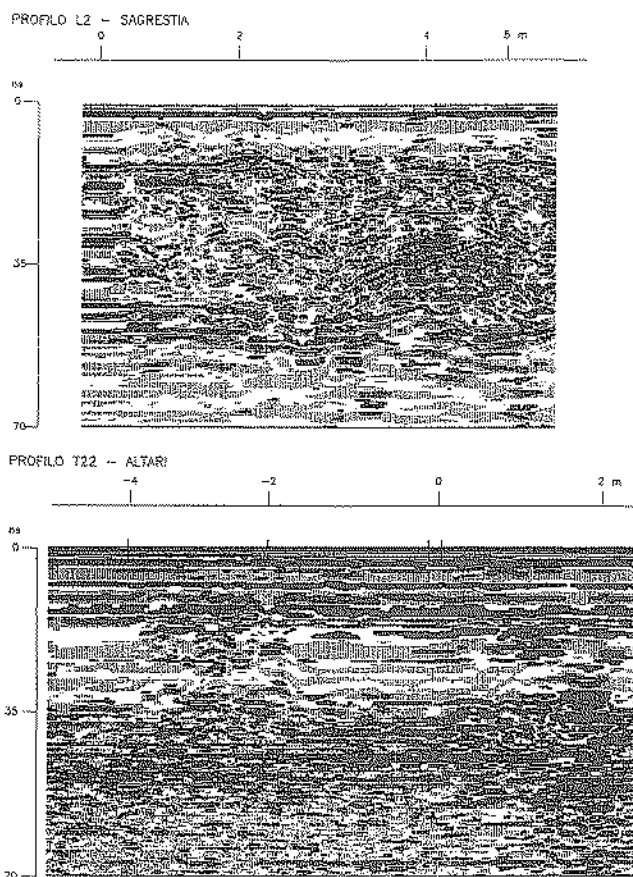 PROFILO L2 - SAGRESTIA
0 2 4 5 m
ns
0
35
70
PROFILO T22 - ALTARI
-4 -2 0 2 m
ns
0
35
70